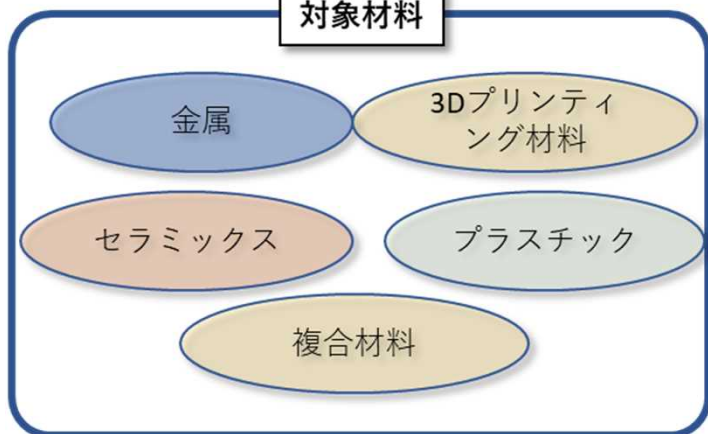 対象材料
金属
3Dプリンティ
ング材料
セラミックス
プラスチック
複合材料